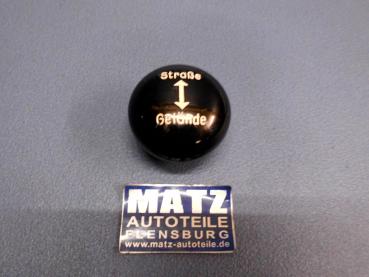 Straße
Gelände
MATZ
AUTOTEILE
FLENSBURG
www.matz-autoteile.de